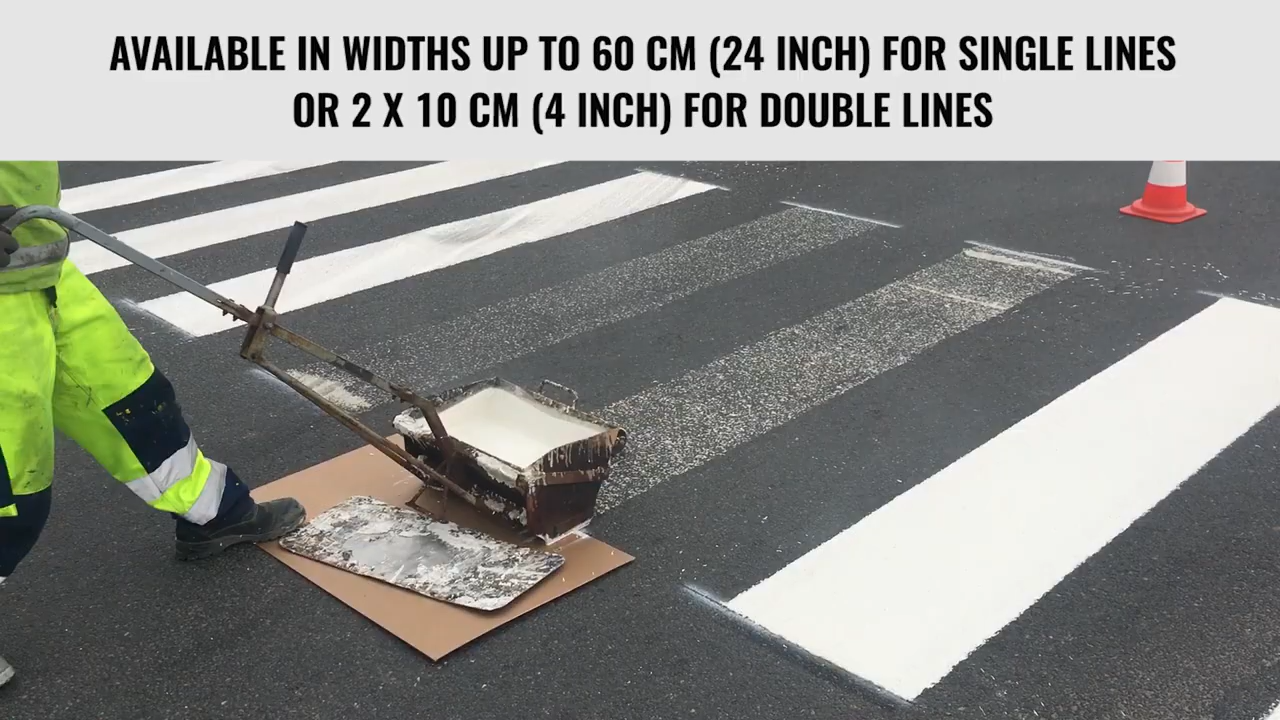 AVAILABLE IN WIDTHS UP TO 60 CM (24 INCH) FOR SINGLE LINES
OR 2 X 10 CM (4 INCH) FOR DOUBLE LINES